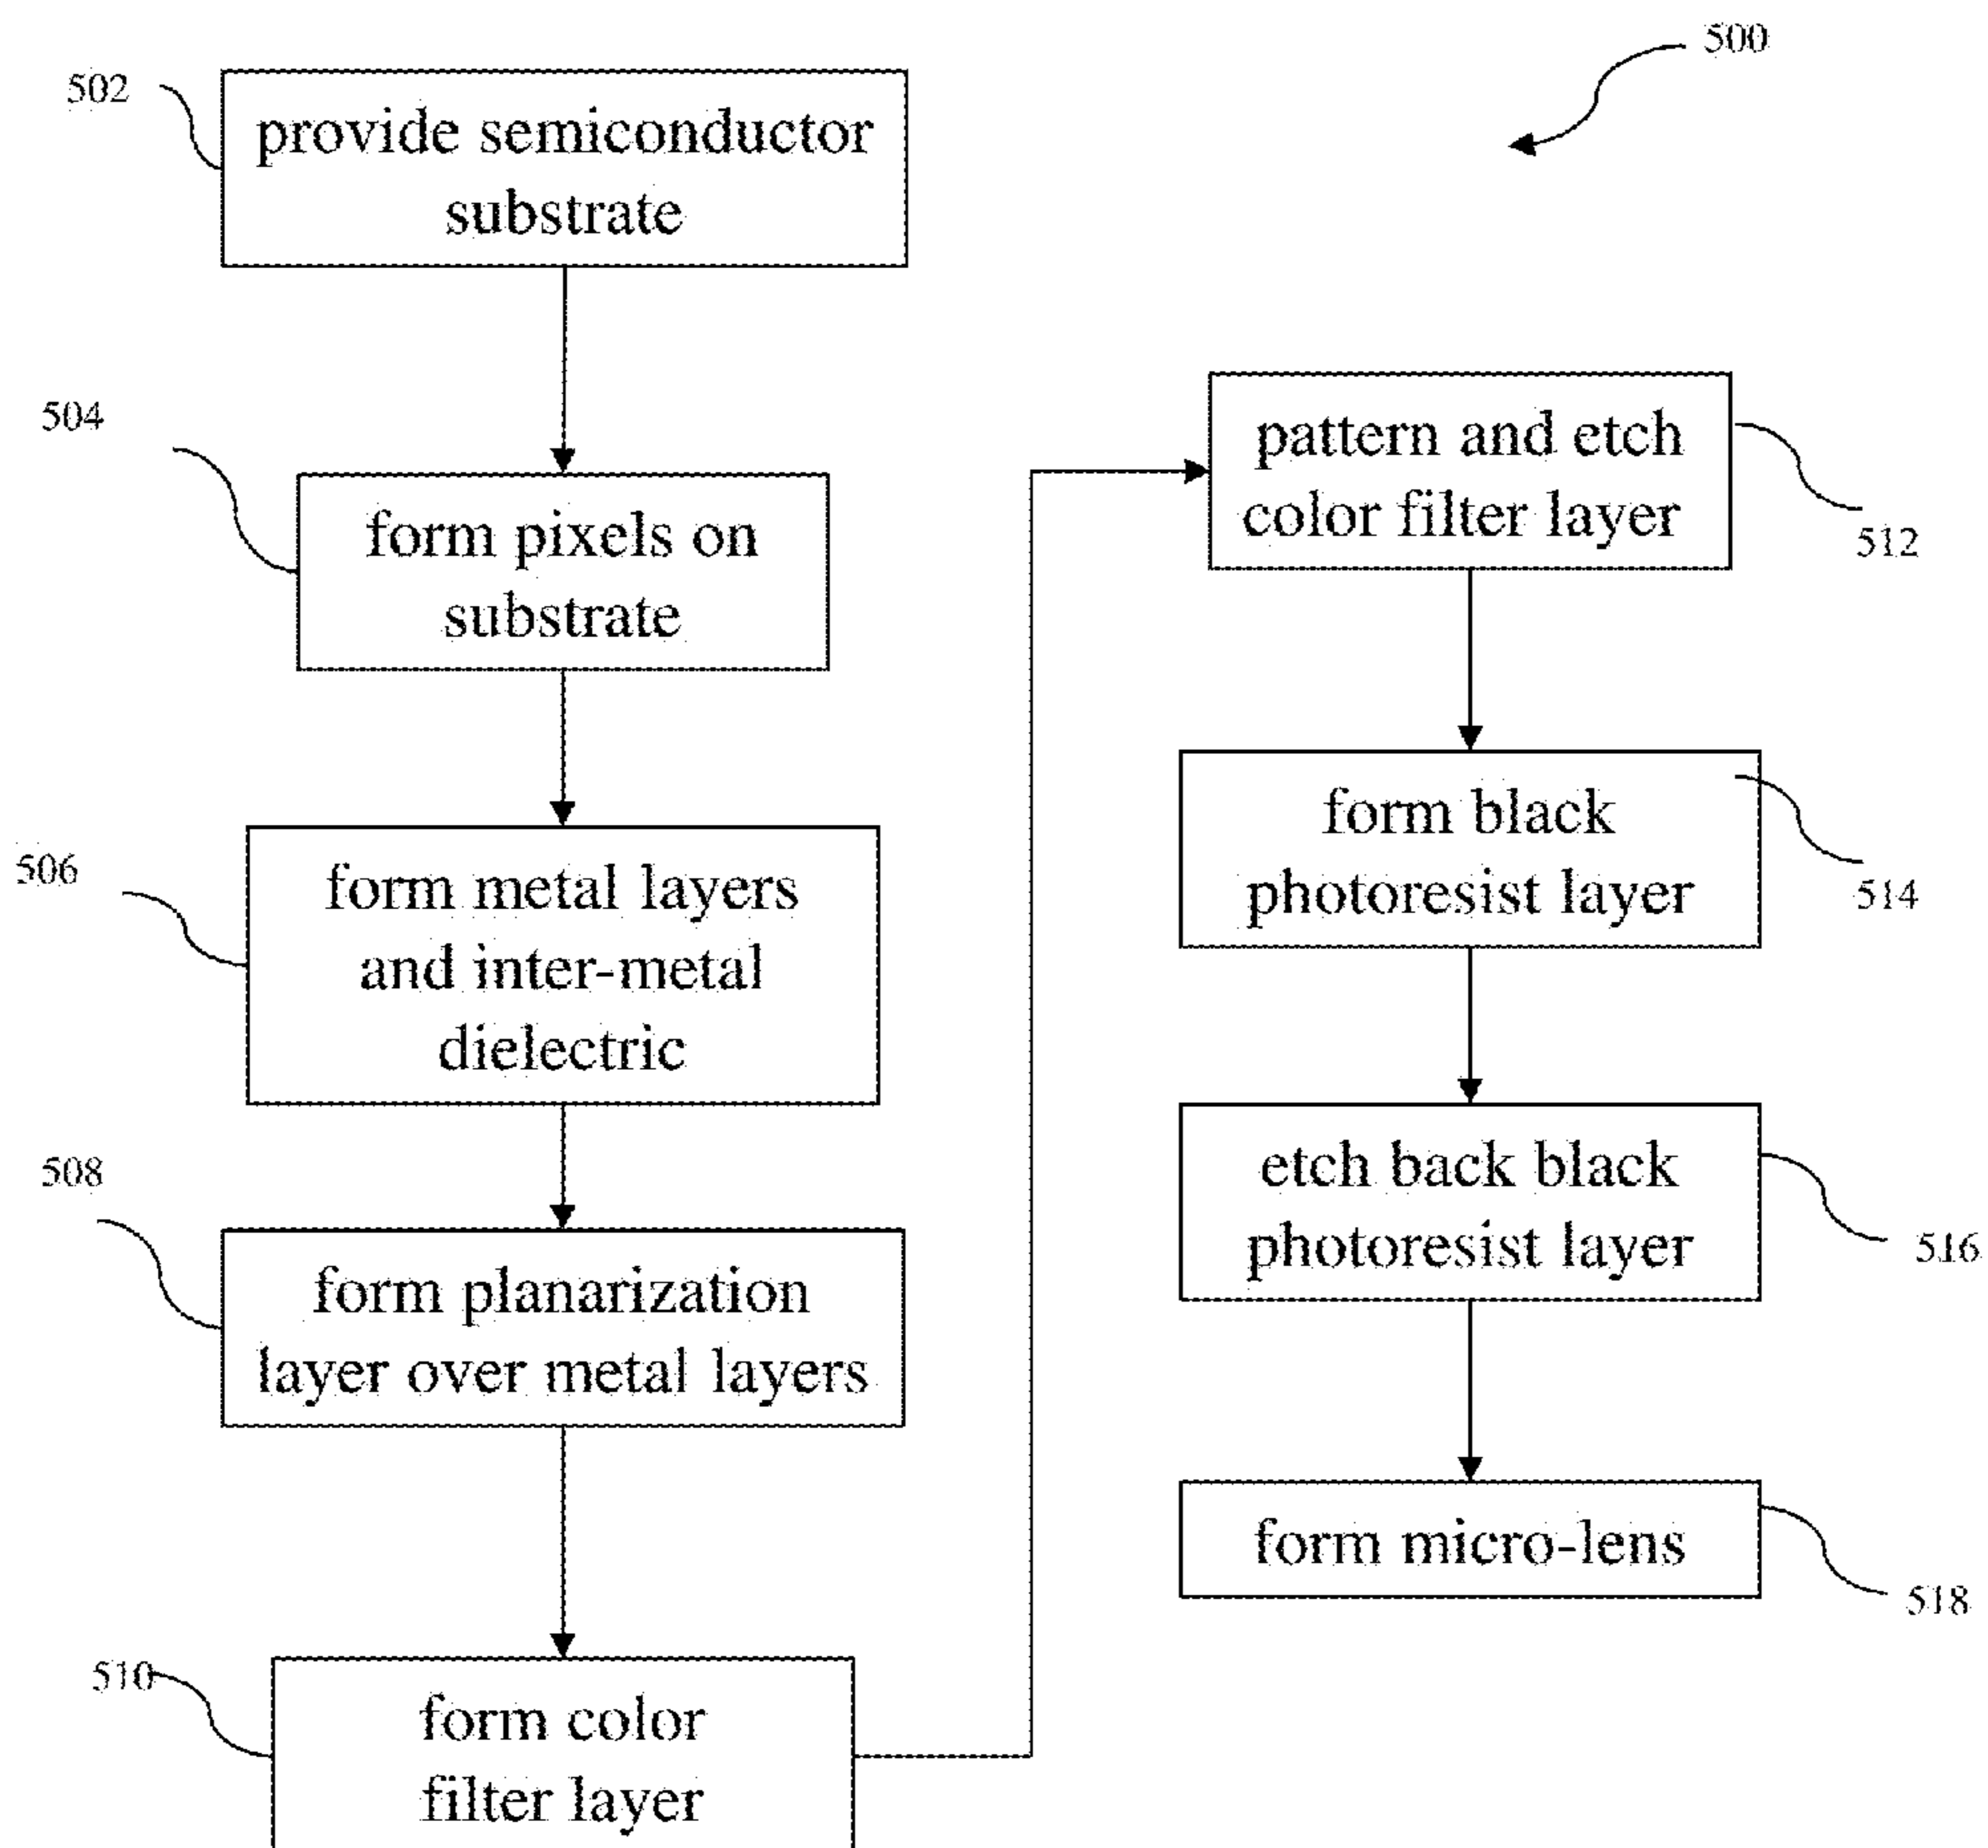 500
502
provide semiconductor
substrate
504
form pixels on
substrate
506
form metal layers
and inter-metal
dielectric
508
form planarization
layer over metal layers
510
form color
filter layer
pattern and etch
color filter layer
512
form black
photoresist layer
514
etch back black
photoresist layer
516
form micro-lens
518